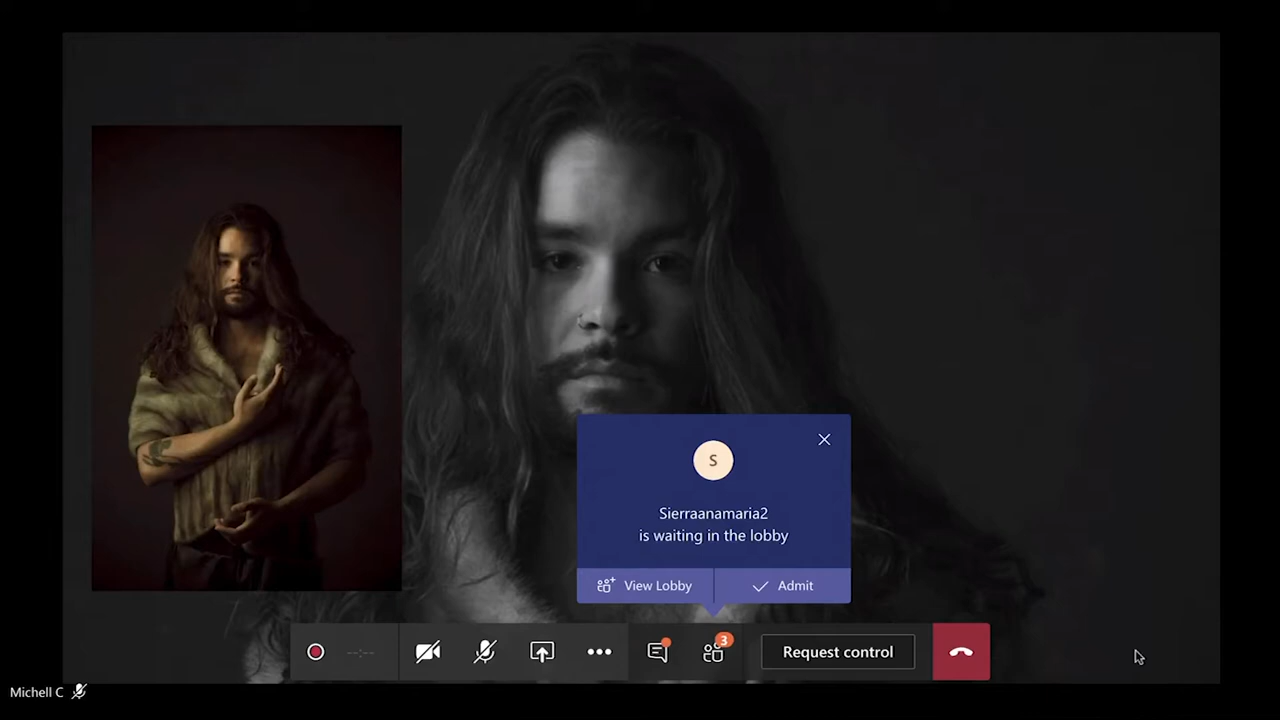 S
Sierraanamaria2
is waiting in the lobby
View Lobby
Admit
3
Request control
--:--
Michell C